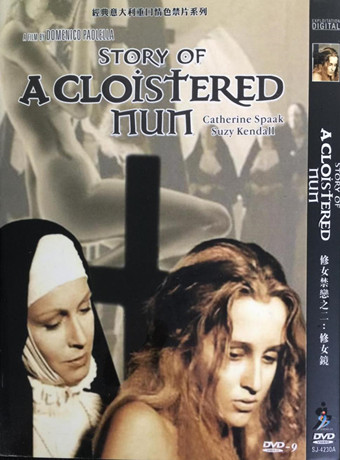 經典意大利重口情色禁片系列
A FILM BY DOMENICO PAOLELLA
STORY OF
A CLOISTERED
NUN
Catherine Spaak
Suzy Kendall
DVD-9
EXPLOITATION
DIGITAL
STORY OF
A CLOISTERED
NUN
修女禁戀之二：修女鏡
DVD
SJ-4230A